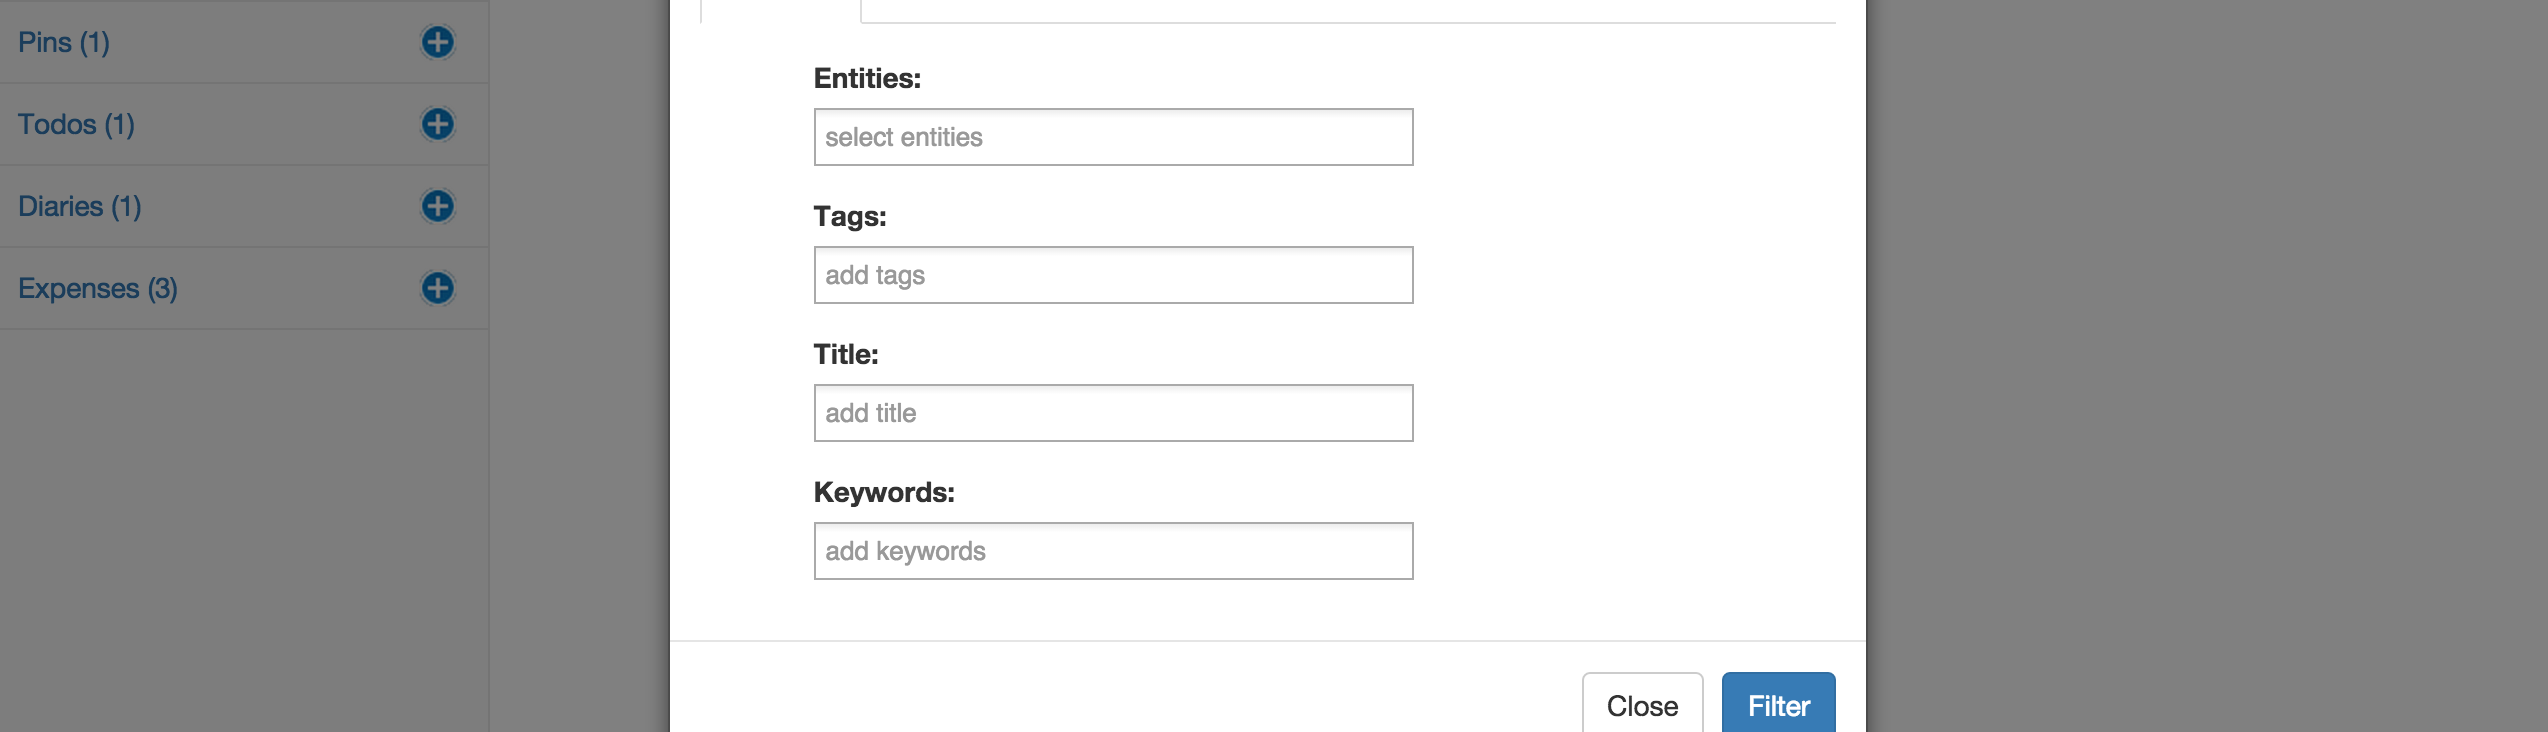 Pins (1)
Todos (1)
Diaries (1)
Expenses (3)
Entities:
select entities
Tags:
add tags
Title:
add title
Keywords:
add keywords
Close
Filter